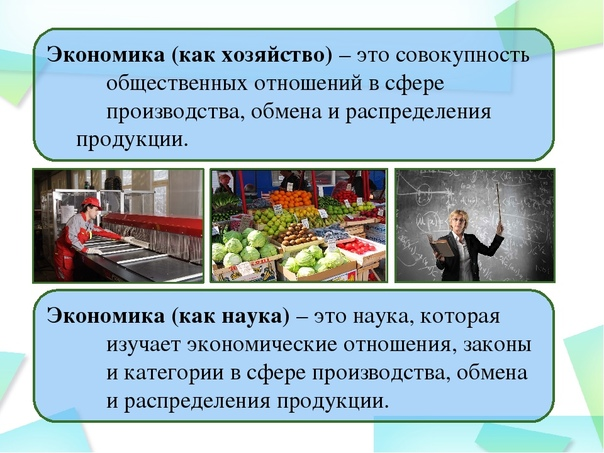 Экономика (как хозяйство) – это совокупность
общественных отношений в сфере
производства, обмена и распределения
продукции.
Экономика (как наука) – это наука, которая
изучает экономические отношения, законы
и категории в сфере производства, обмена
и распределения продукции.